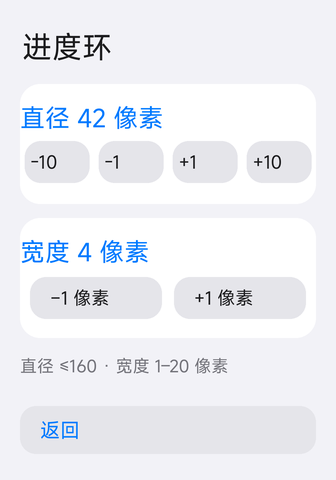 进度环
直径 42 像素
-10 -1 +1 +10
宽度 4 像素
−1 像素 +1 像素
直径 ≤160 · 宽度 1–20 像素
返回